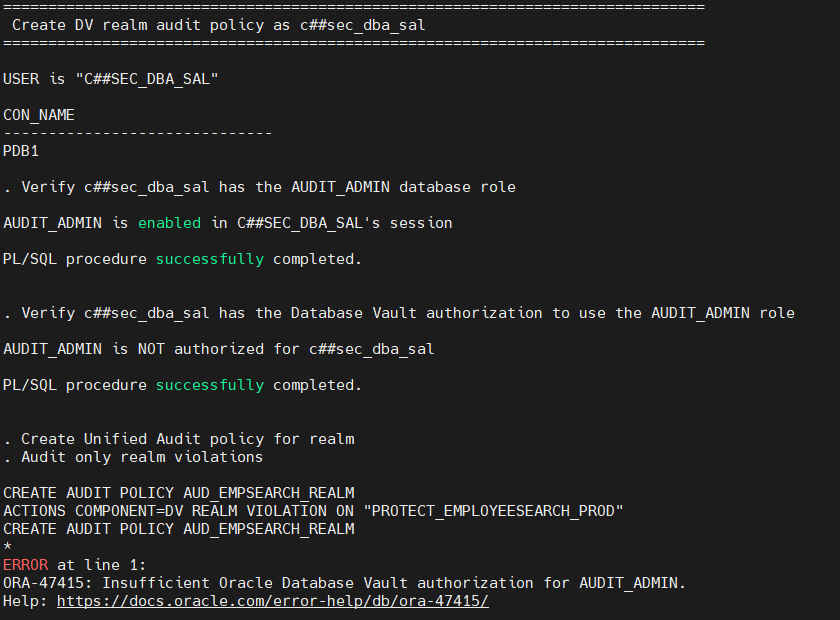 ==============================================================================
Create DV realm audit policy as c##sec_dba_sal
==============================================================================
USER is "C##SEC_DBA_SAL"
CON_NAME
------------------------------
PDB1
. Verify c##sec_dba_sal has the AUDIT_ADMIN database role
AUDIT_ADMIN is enabled in C##SEC_DBA_SAL's session
PL/SQL procedure successfully completed.
. Verify c##sec_dba_sal has the Database Vault authorization to use the AUDIT_ADMIN role
AUDIT_ADMIN is NOT authorized for c##sec_dba_sal
PL/SQL procedure successfully completed.
. Create Unified Audit policy for realm
. Audit only realm violations
CREATE AUDIT POLICY AUD_EMPSEARCH_REALM
ACTIONS COMPONENT=DV REALM VIOLATION ON "PROTECT_EMPLOYEESEARCH_PROD"
CREATE AUDIT POLICY AUD_EMPSEARCH_REALM
*
ERROR at line 1:
ORA-47415: Insufficient Oracle Database Vault authorization for AUDIT_ADMIN.
Help: https://docs.oracle.com/error-help/db/ora-47415/